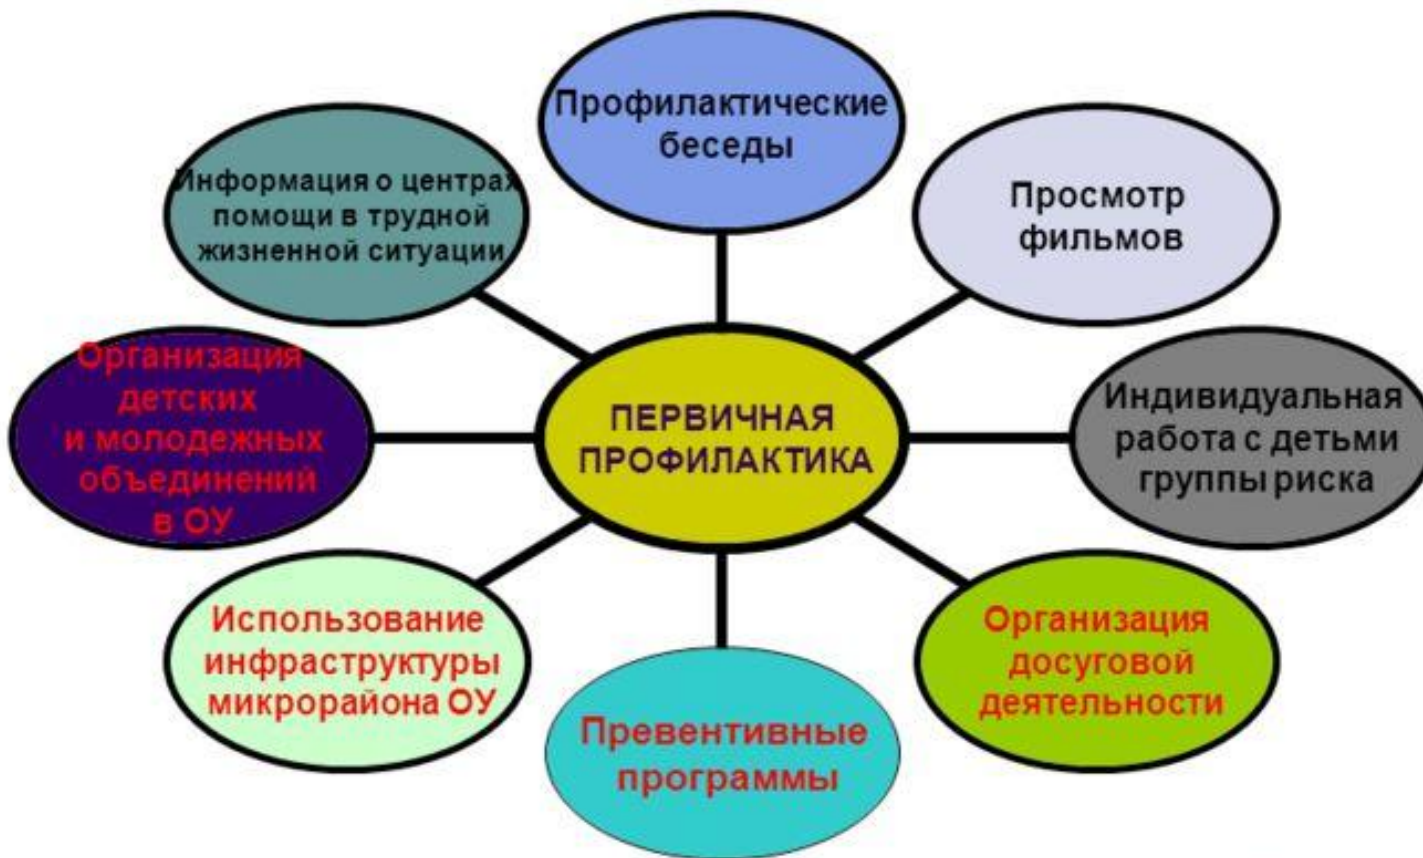 Профилактические
беседы
Информация о центрах
помощи в трудной
жизненной ситуации
Просмотр
фильмов
Организация
детских
и молодежных
объединений
в ОУ
ПЕРВИЧНАЯ
ПРОФИЛАКТИКА
Индивидуальная
работа с детьми
группы риска
Использование
инфраструктуры
микрорайона ОУ
Превентивные
программы
Организация
досуговой
деятельности